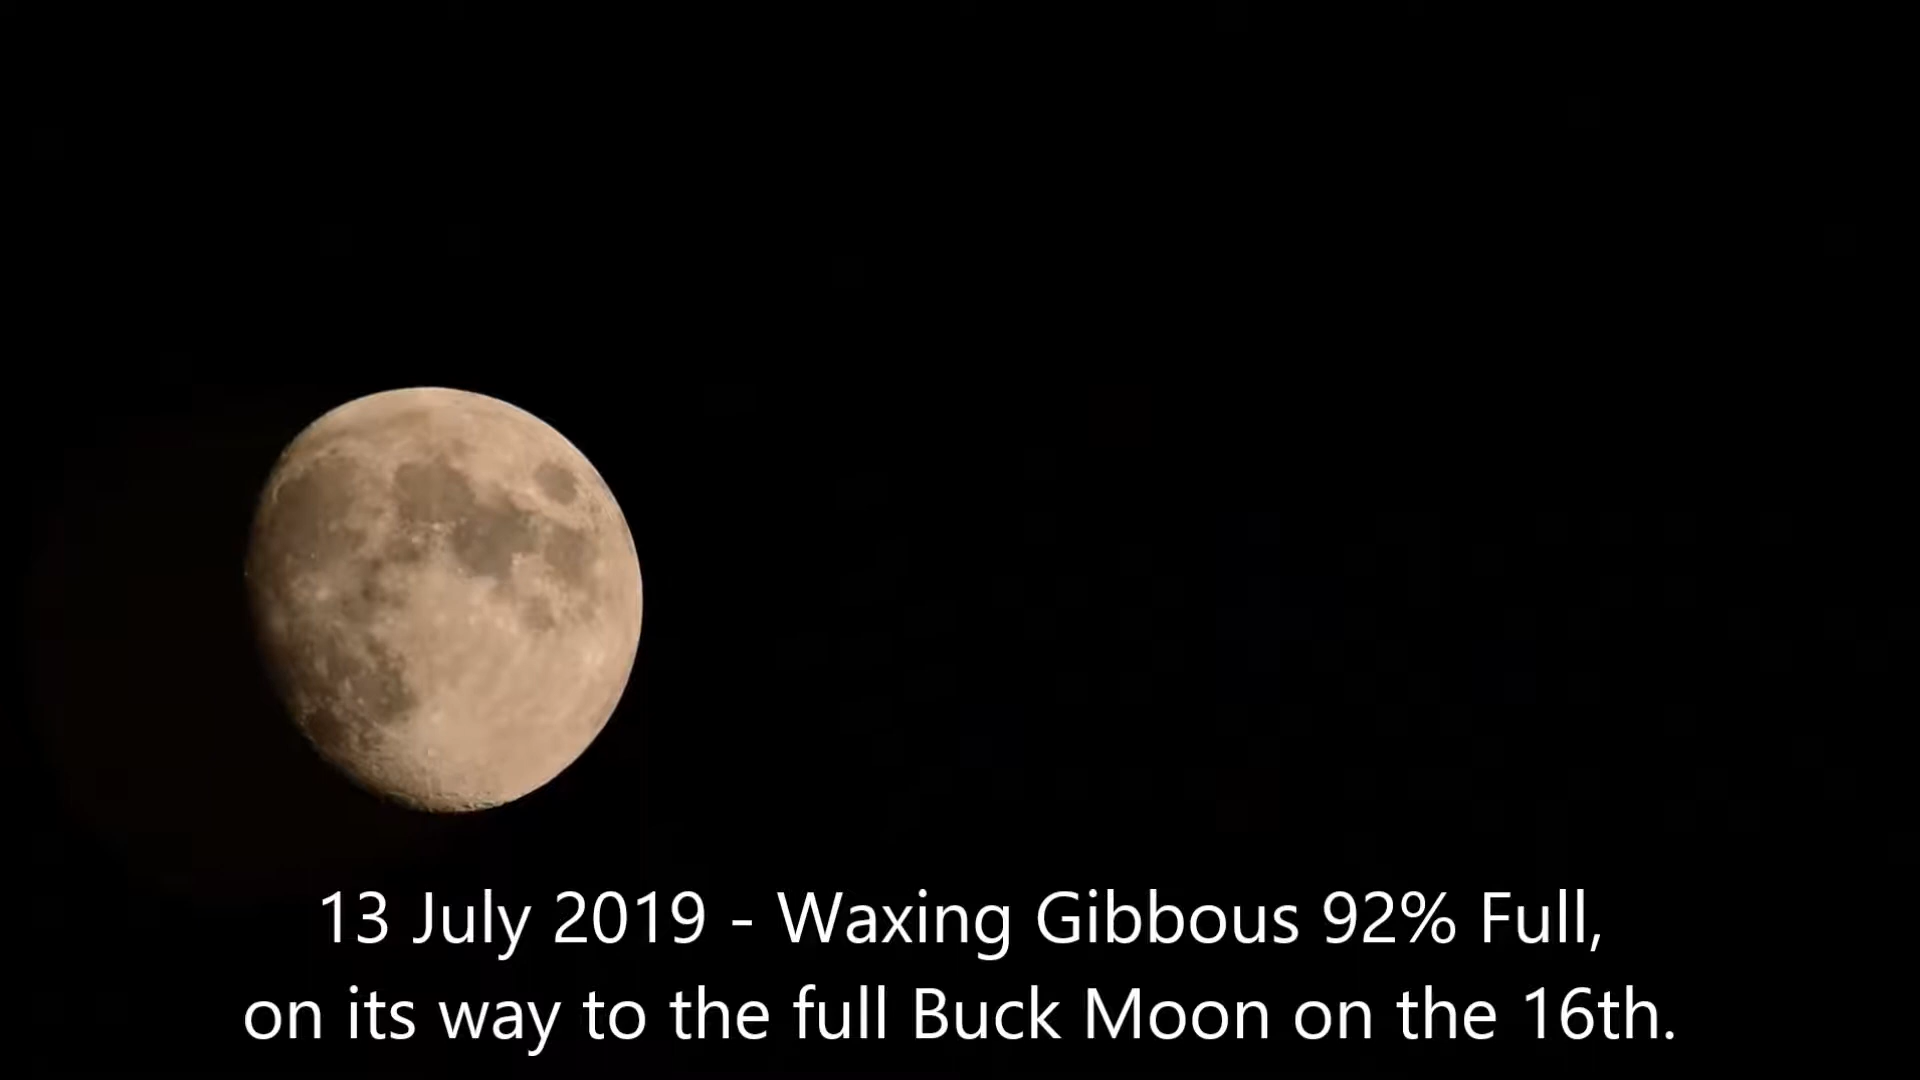 13 July 2019 - Waxing Gibbous 92% Full,
on its way to the full Buck Moon on the 16th.